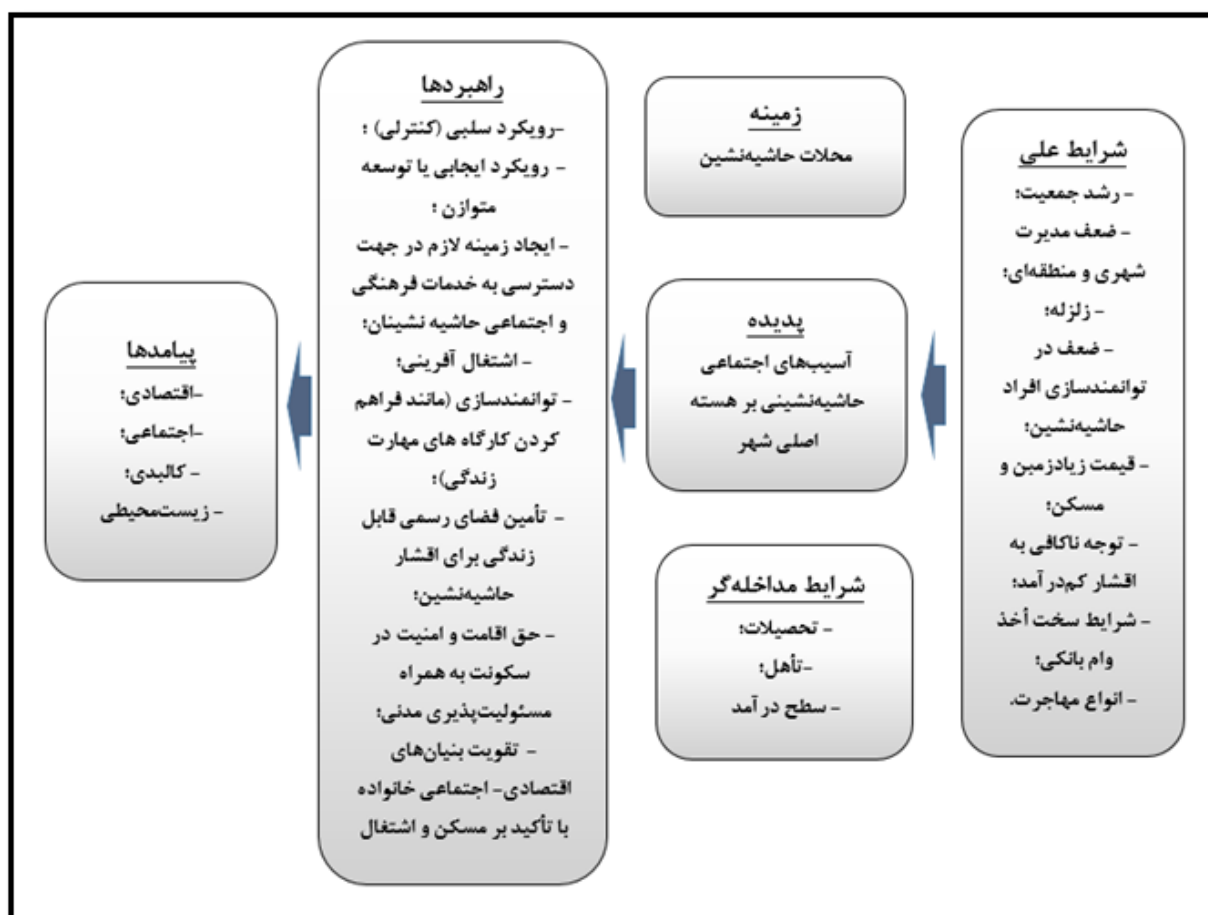 شرایط علی
- رشد جمعیت؛
- ضعف مدیرت
شهری و منطقه‌ای؛
- زلزله؛
- ضعف در
توانمندسازی افراد
حاشیه‌نشین؛
- قیمت زیادزمین و
مسکن؛
- توجه ناکافی به
اقشار کم‌درآمد؛
- شرایط سخت أخذ
وام بانکی؛
- انواع مهاجرت.
زمینه
محلات حاشیه‌نشین
پدیده
آسیب‌های اجتماعی
حاشیه‌نشینی بر هسته
اصلی شهر
شرایط مداخله‌گر
- تحصیلات؛
-تأهل؛
- سطح درآمد
راهبردها
-رویکرد سلبی (کنترلی) ؛
- رویکرد ایجابی یا توسعه
متوازن ؛
- ایجاد زمینه لازم در جهت
دسترسی به خدمات فرهنگی
و اجتماعی حاشیه نشینان؛
- اشتغال آفرینی؛
- توانمندسازی (مانند فراهم
کردن کارگاه های مهارت
زندگی)؛
- تأمین فضای رسمی قابل
زندگی برای اقشار
حاشیه‌نشین؛
- حق اقامت و امنیت در
سکونت به همراه
مسئولیت‌پذیری مدنی؛
- تقویت بنیان‌های
اقتصادی- اجتماعی خانواده
با تأکید بر مسکن و اشتغال
پیامدها
-اقتصادی؛
-اجتماعی؛
- کالبدی؛
- زیست‌محیطی